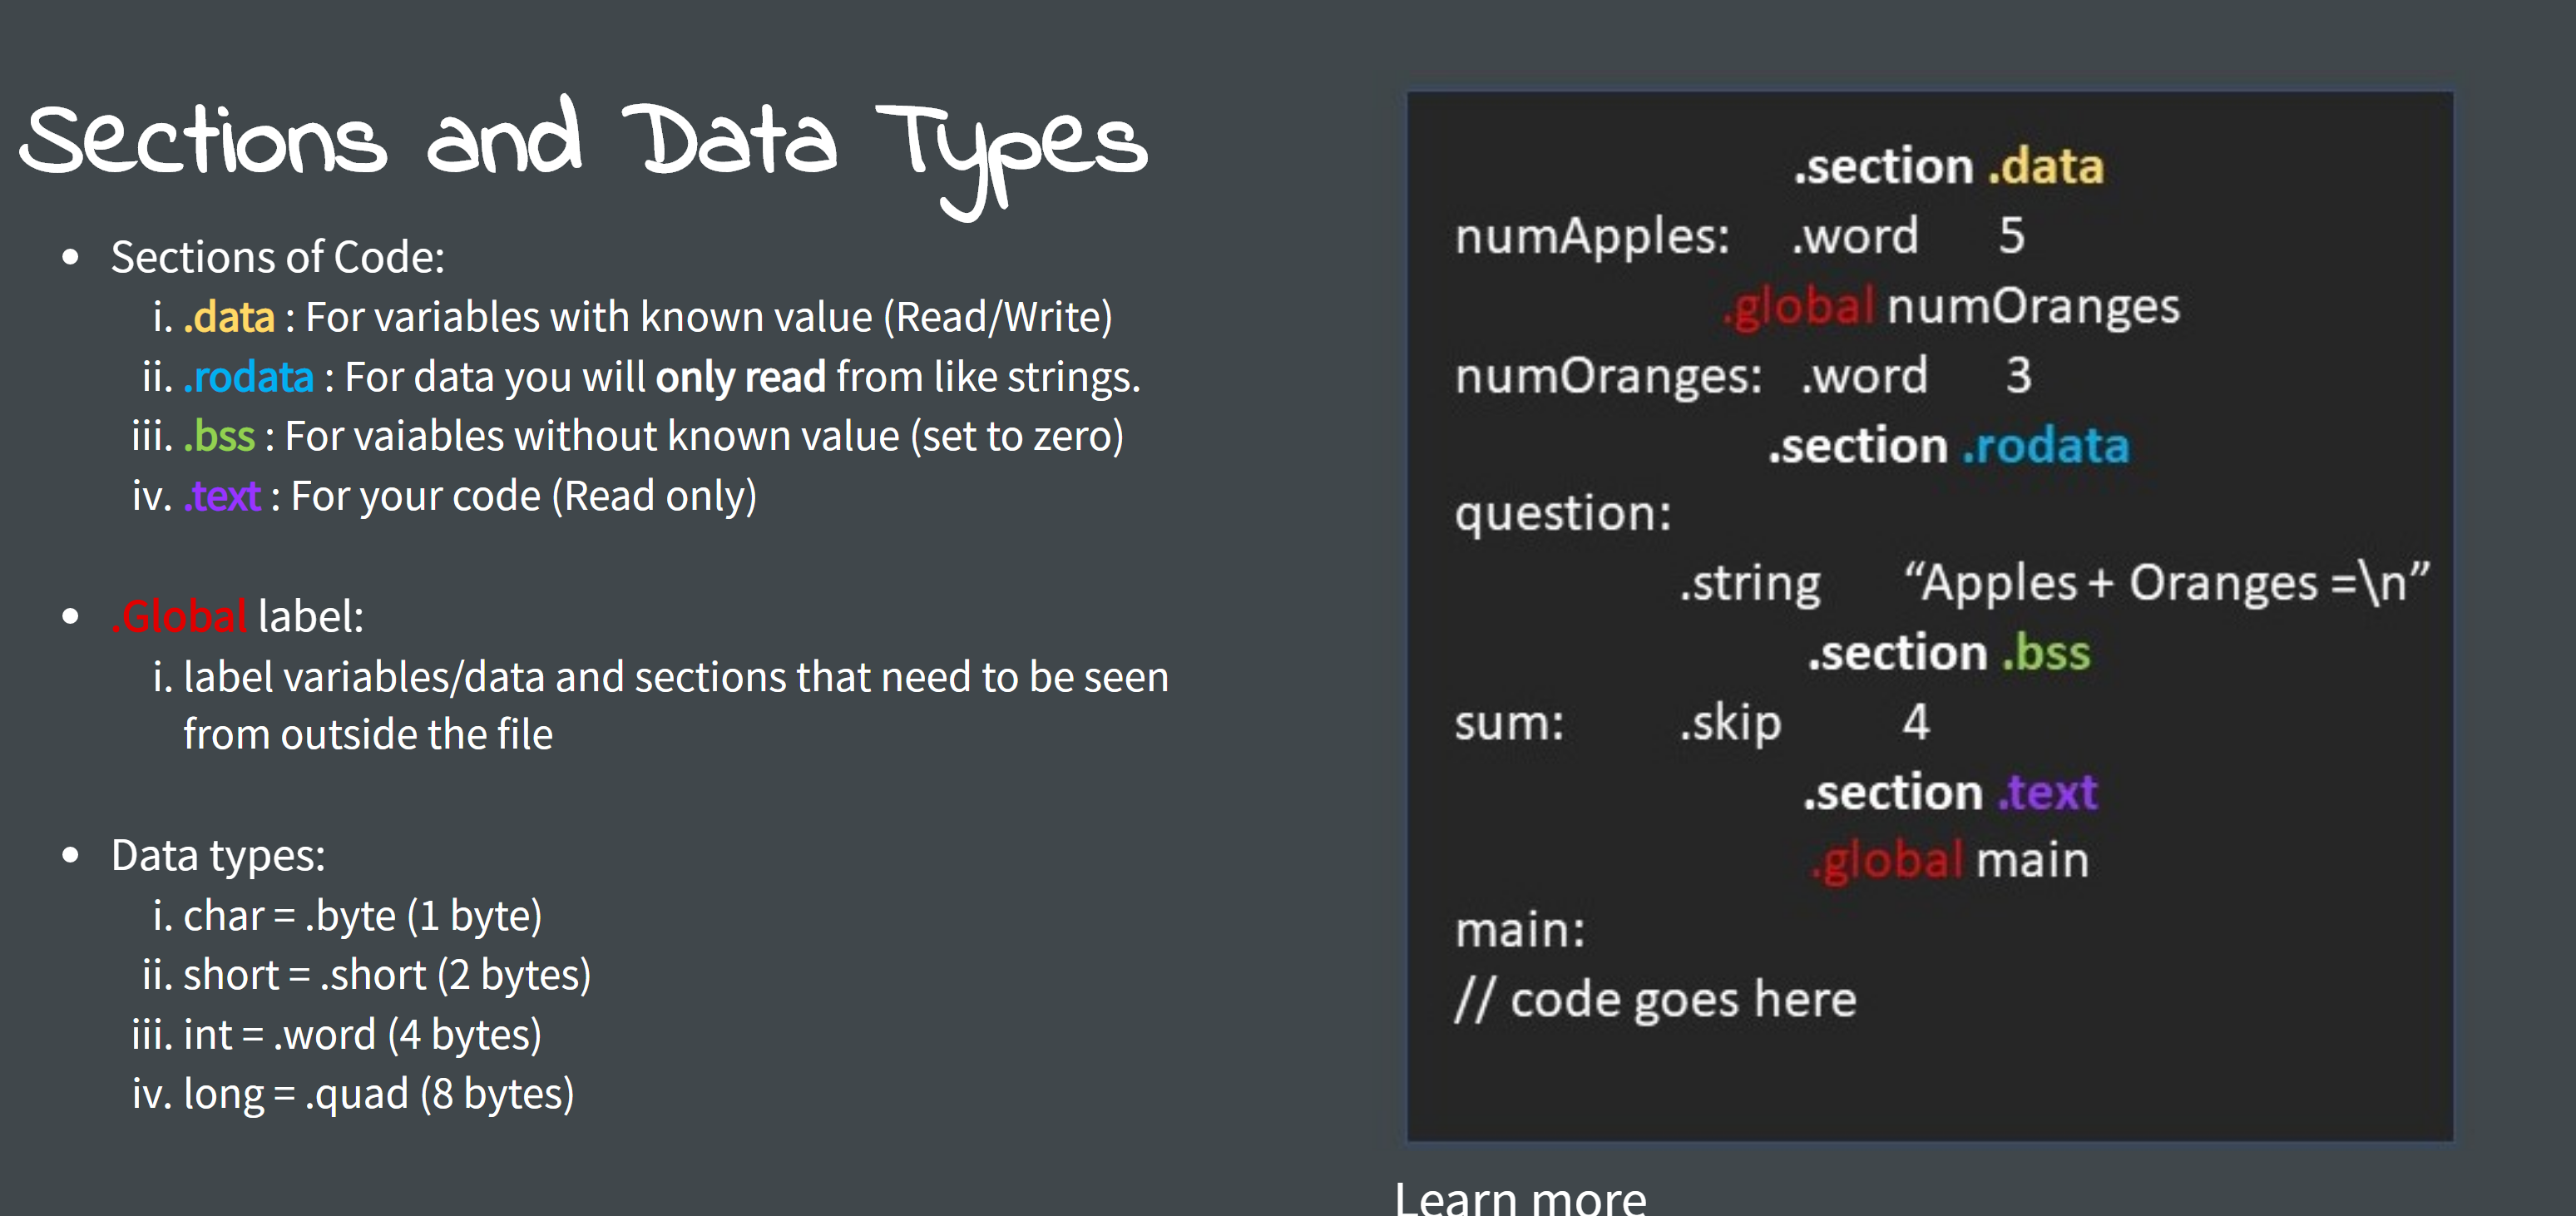 Sections and Data Types
• Sections of Code:
i. .data : For variables with known value (Read/Write)
ii. .rodata : For data you will only read from like strings.
iii. .bss : For vaiables without known value (set to zero)
iv. .text : For your code (Read only)
• .Global label:
i. label variables/data and sections that need to be seen
from outside the file
• Data types:
i. char = .byte (1 byte)
ii. short = .short (2 bytes)
iii. int = .word (4 bytes)
iv. long = .quad (8 bytes)
.section .data
numApples: .word 5
.global numOranges
numOranges: .word 3
.section .rodata
question:
.string “Apples + Oranges =\n”
.section .bss
sum: .skip 4
.section .text
.global main
main:
// code goes here
Learn more